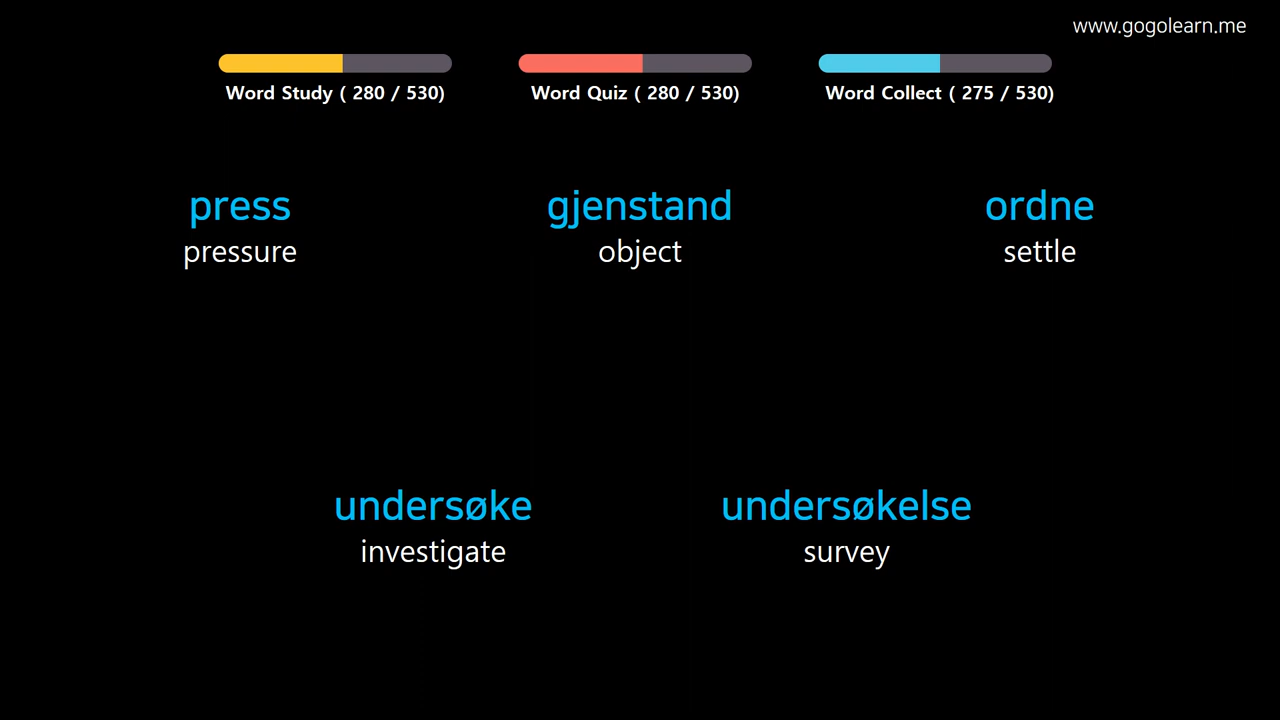 www.gogolearn.me
Word Study ( 280 / 530)
Word Quiz ( 280 / 530)
Word Collect ( 275 / 530)
press
pressure
gjenstand
object
ordne
settle
undersøke
investigate
undersøkelse
survey